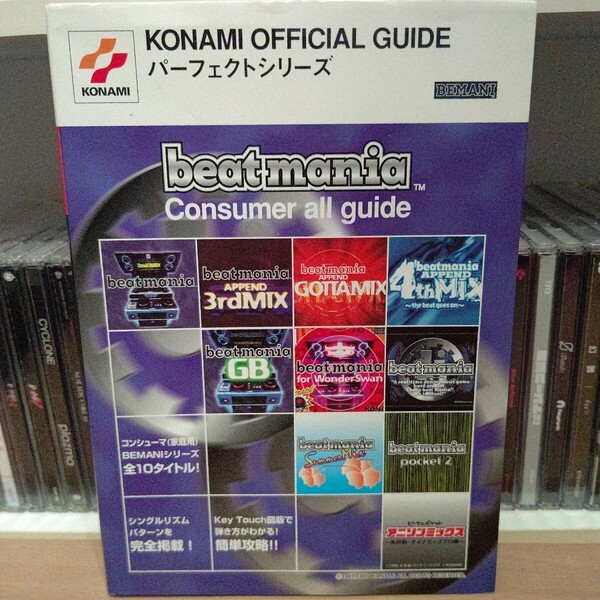 KONAMI
KONAMI OFFICIAL GUIDE
パーフェクトシリーズ
BEMANI
beatmania™
Consumer all guide
beatmania
beatmania
APPEND
3rdMIX
beatmania
APPEND
GOTTAMIX
beatmania
APPEND
4thMIX
〜the beat goes on〜
beatmania
GB
beatmania
for WonderSwan
beatmania
コンシューマ(家庭用)
BEMANIシリーズ
全10タイトル!
beatmania
SummerMix
beatmania
pocket 2
シングルリズム
パターンを
完全掲載!
Key Touch図版で
弾き方がわかる!
簡単攻略!!
アニソンミックス
CYCLONE